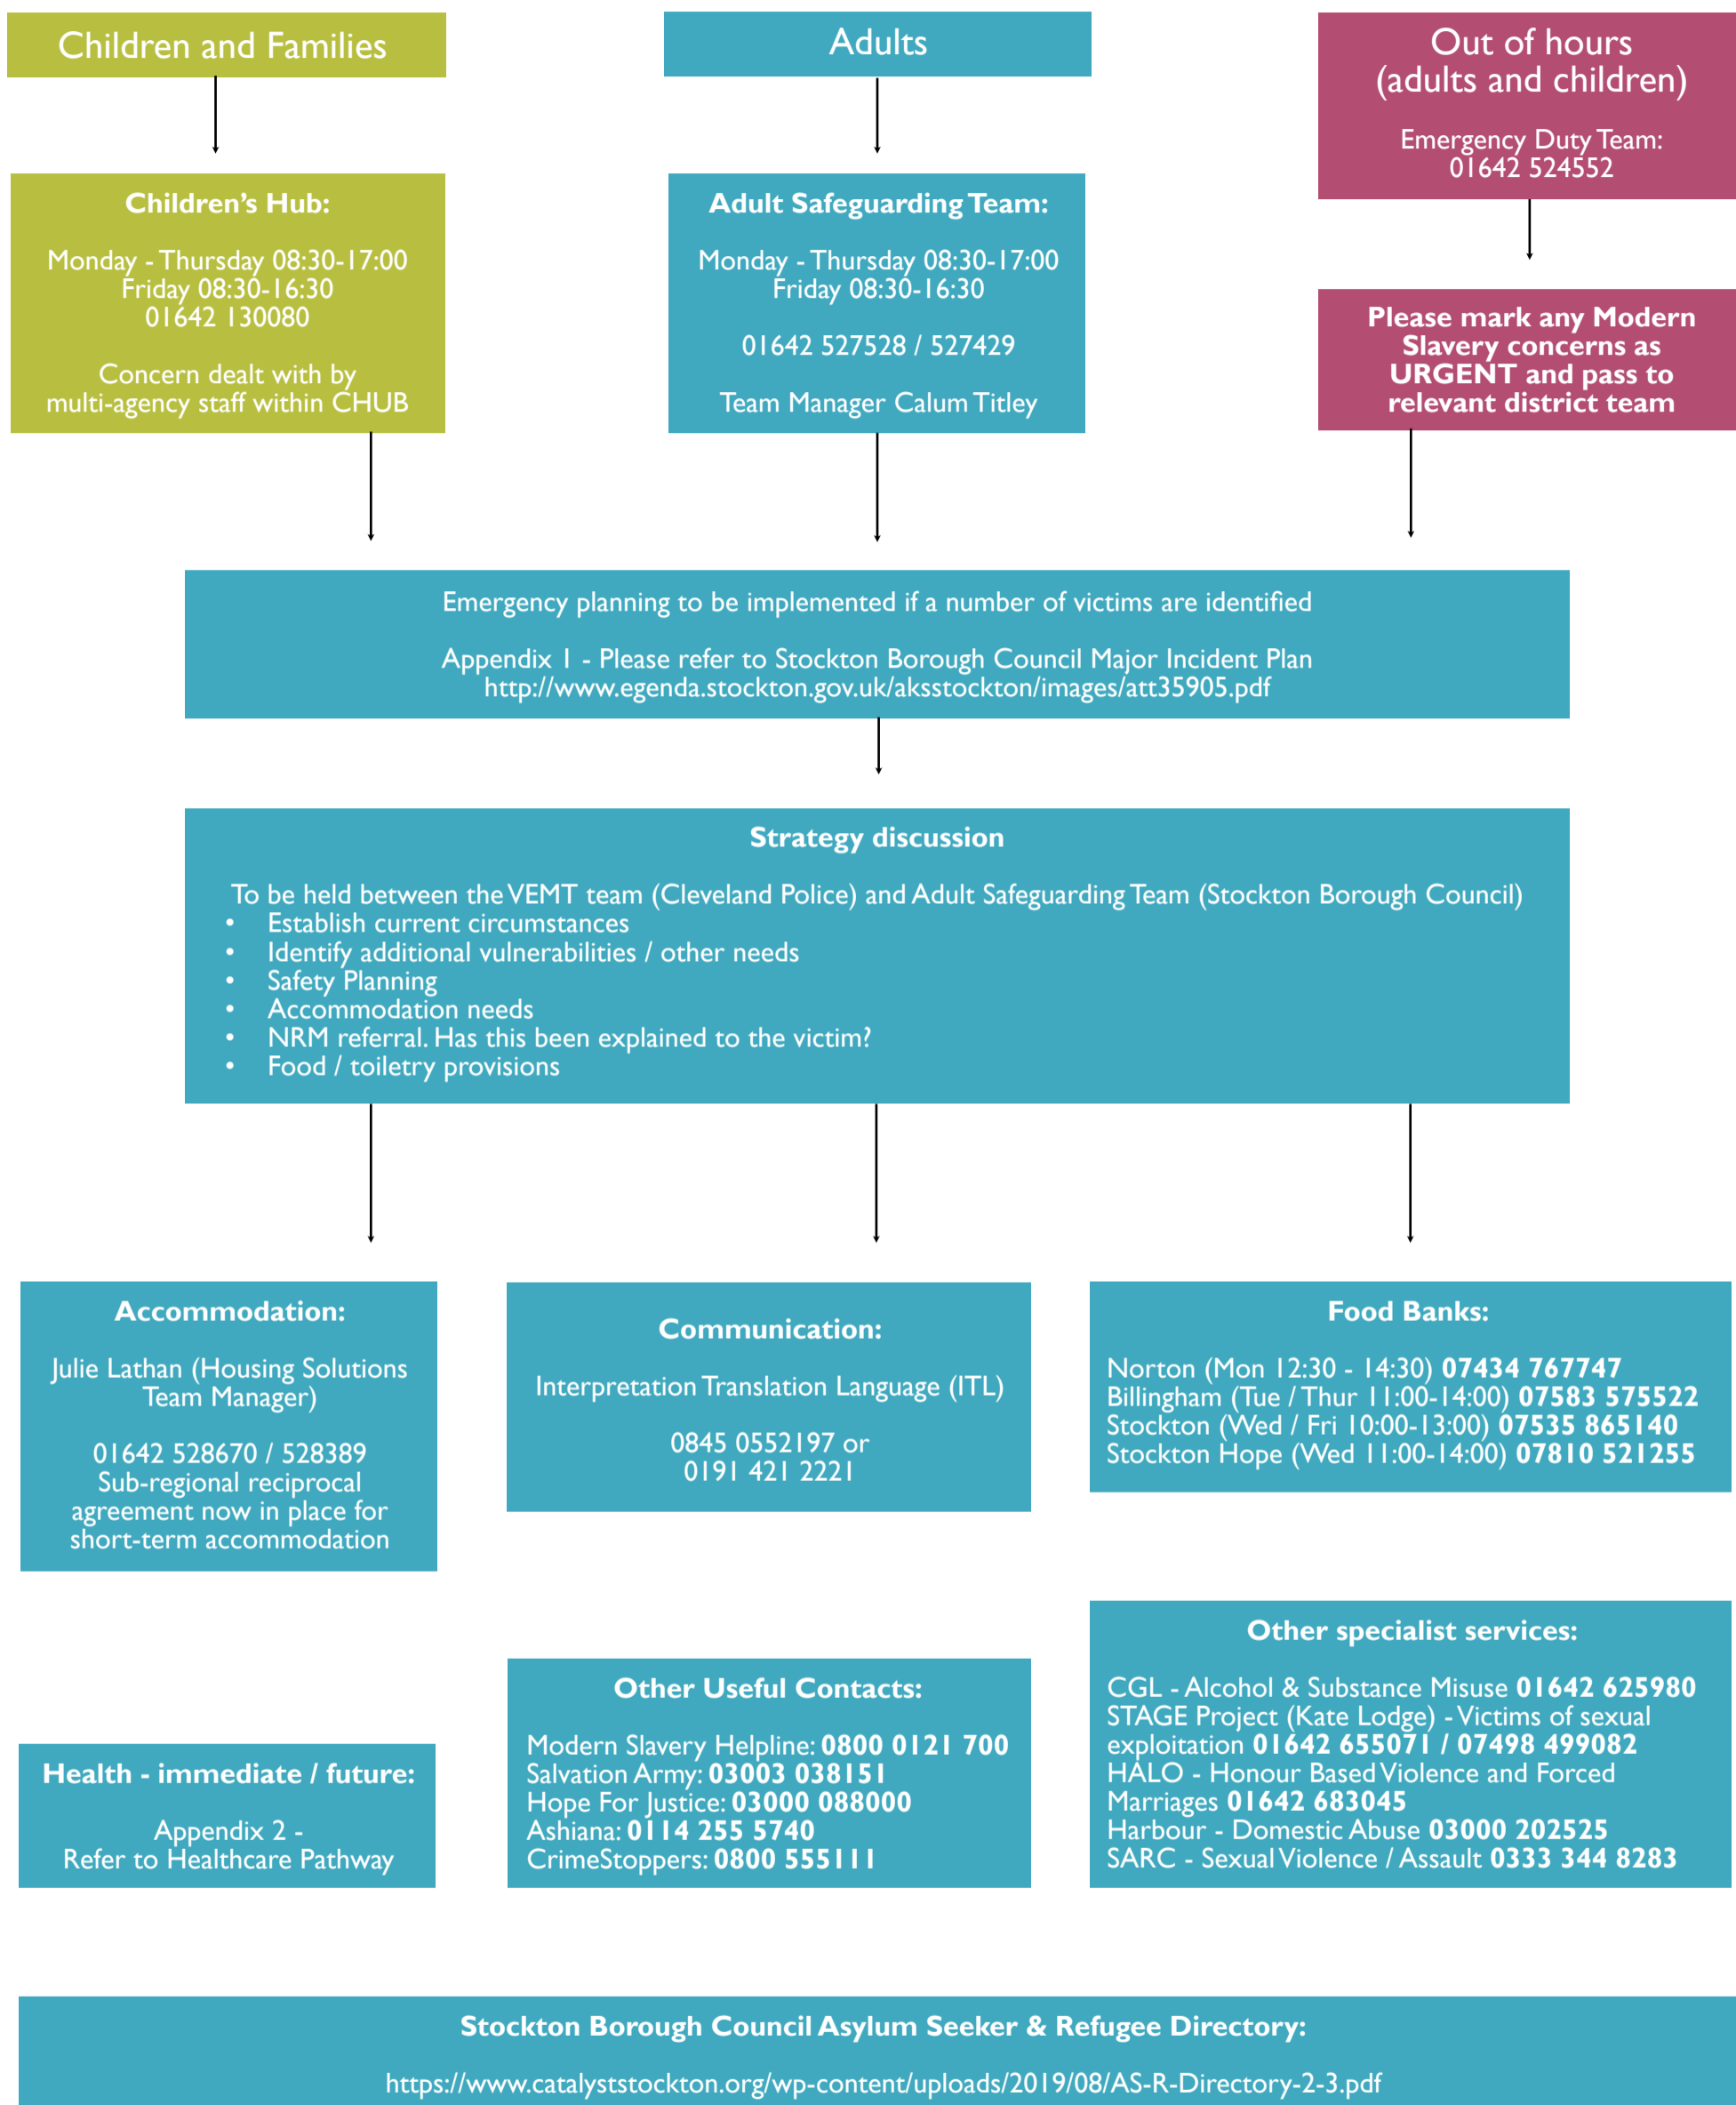 Children and Families
Adults
Out of hours
(adults and children)
Emergency Duty Team:
01642 524552
Children's Hub:
Monday - Thursday 08:30-17:00
Friday 08:30-16:30
01642 130080
Concern dealt with by
multi-agency staff within CHUB
Adult Safeguarding Team:
Monday - Thursday 08:30-17:00
Friday 08:30-16:30
01642 527528 / 527429
Team Manager Calum Titley
Please mark any Modern
Slavery concerns as
URGENT and pass to
relevant district team
Emergency planning to be implemented if a number of victims are identified
Appendix 1 - Please refer to Stockton Borough Council Major Incident Plan
http://www.egenda.stockton.gov.uk/aksstockton/images/att35905.pdf
Strategy discussion
To be held between the VEMT team (Cleveland Police) and Adult Safeguarding Team (Stockton Borough Council)
• Establish current circumstances
• Identify additional vulnerabilities / other needs
• Safety Planning
• Accommodation needs
• NRM referral. Has this been explained to the victim?
• Food / toiletry provisions
Accommodation:
Julie Lathan (Housing Solutions
Team Manager)
01642 528670 / 528389
Sub-regional reciprocal
agreement now in place for
short-term accommodation
Communication:
Interpretation Translation Language (ITL)
0845 0552197 or
0191 421 2221
Food Banks:
Norton (Mon 12:30 - 14:30) 07434 767747
Billingham (Tue / Thur 11:00-14:00) 07583 575522
Stockton (Wed / Fri 10:00-13:00) 07535 865140
Stockton Hope (Wed 11:00-14:00) 07810 521255
Health - immediate / future:
Appendix 2 -
Refer to Healthcare Pathway
Other Useful Contacts:
Modern Slavery Helpline: 0800 0121 700
Salvation Army: 03003 038151
Hope For Justice: 03000 088000
Ashiana: 0114 255 5740
CrimeStoppers: 0800 555111
Other specialist services:
CGL - Alcohol & Substance Misuse 01642 625980
STAGE Project (Kate Lodge) - Victims of sexual
exploitation 01642 655071 / 07498 499082
HALO - Honour Based Violence and Forced
Marriages 01642 683045
Harbour - Domestic Abuse 03000 202525
SARC - Sexual Violence / Assault 0333 344 8283
Stockton Borough Council Asylum Seeker & Refugee Directory:
https://www.catalyststockton.org/wp-content/uploads/2019/08/AS-R-Directory-2-3.pdf